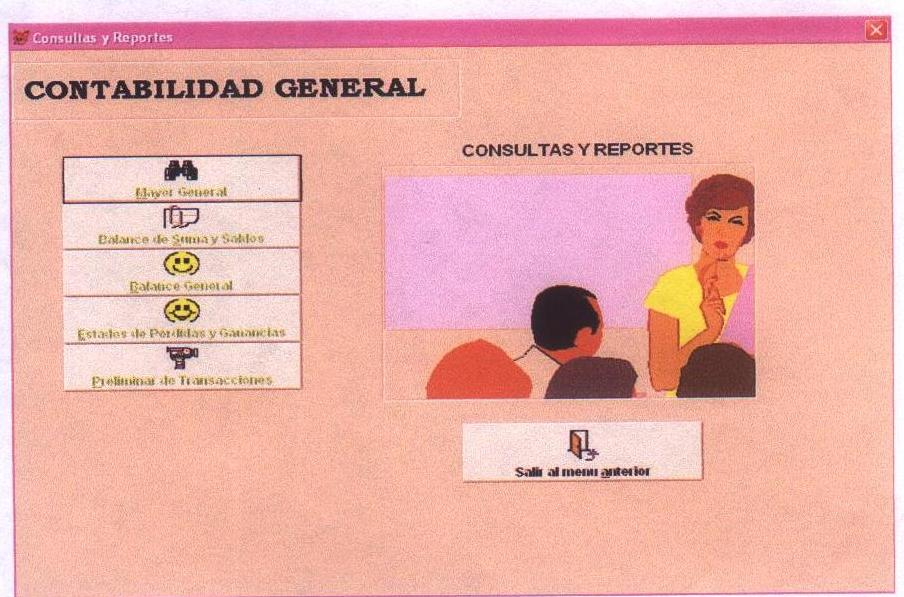 Consultas y Reportes
CONTABILIDAD GENERAL
CONSULTAS Y REPORTES
Mayor General
Balance de Suma y Saldos
Balance General
Estados de Perdidas y Ganancias
Preliminar de Transacciones
Salir al menu anterior